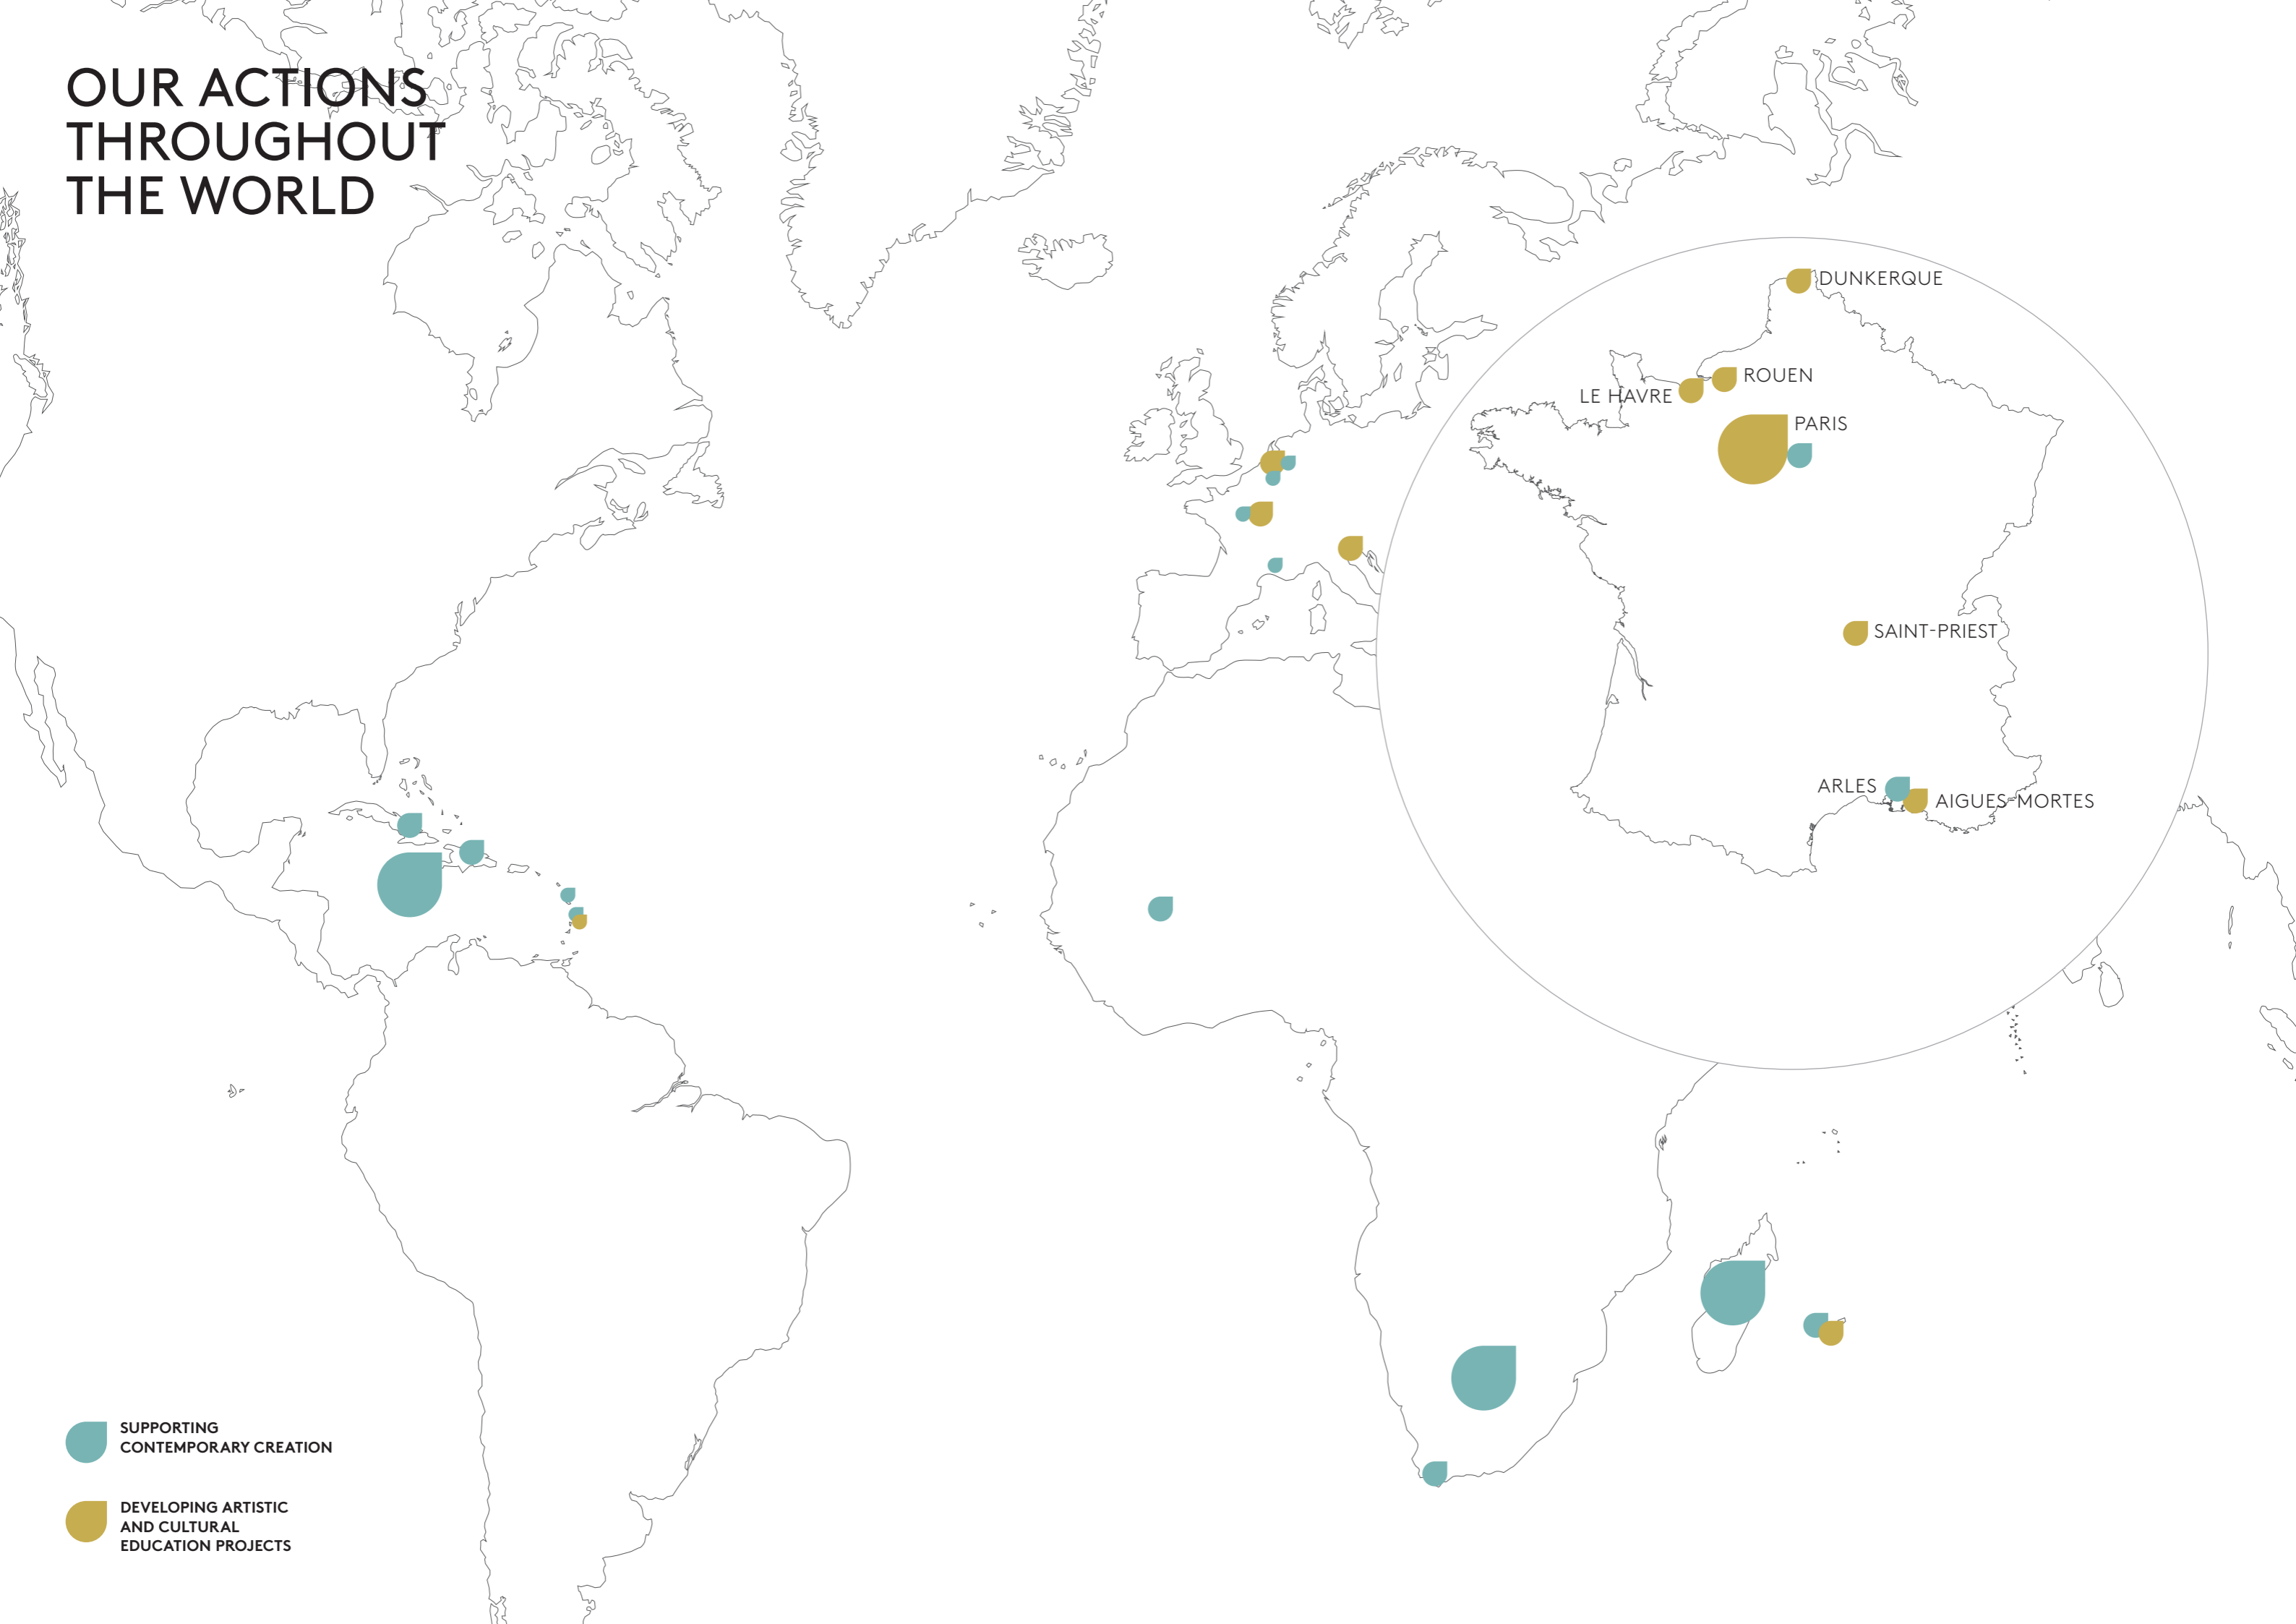 OUR ACTIONS
THROUGHOUT
THE WORLD
DUNKERQUE
ROUEN
LE HAVRE
PARIS
SAINT-PRIEST
ARLES
AIGUES-MORTES
SUPPORTING
CONTEMPORARY CREATION
DEVELOPING ARTISTIC
AND CULTURAL
EDUCATION PROJECTS